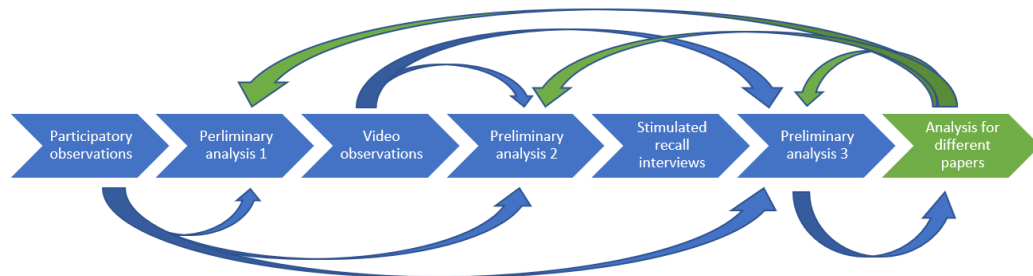 Participatory
observations
Perliminary
analysis 1
Video
observations
Preliminary
analysis 2
Stimulated
recall
interviews
Preliminary
analysis 3
Analysis for
different
papers